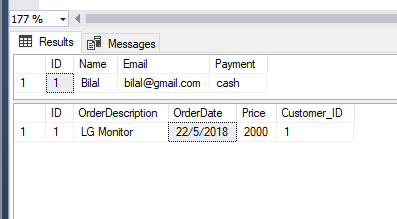 177 %
Results Messages
ID Name Email Payment
1 1 Bilal bilal@gmail.com cash
ID OrderDescription OrderDate Price Customer_ID
1 1 LG Monitor 22/5/2018 2000 1